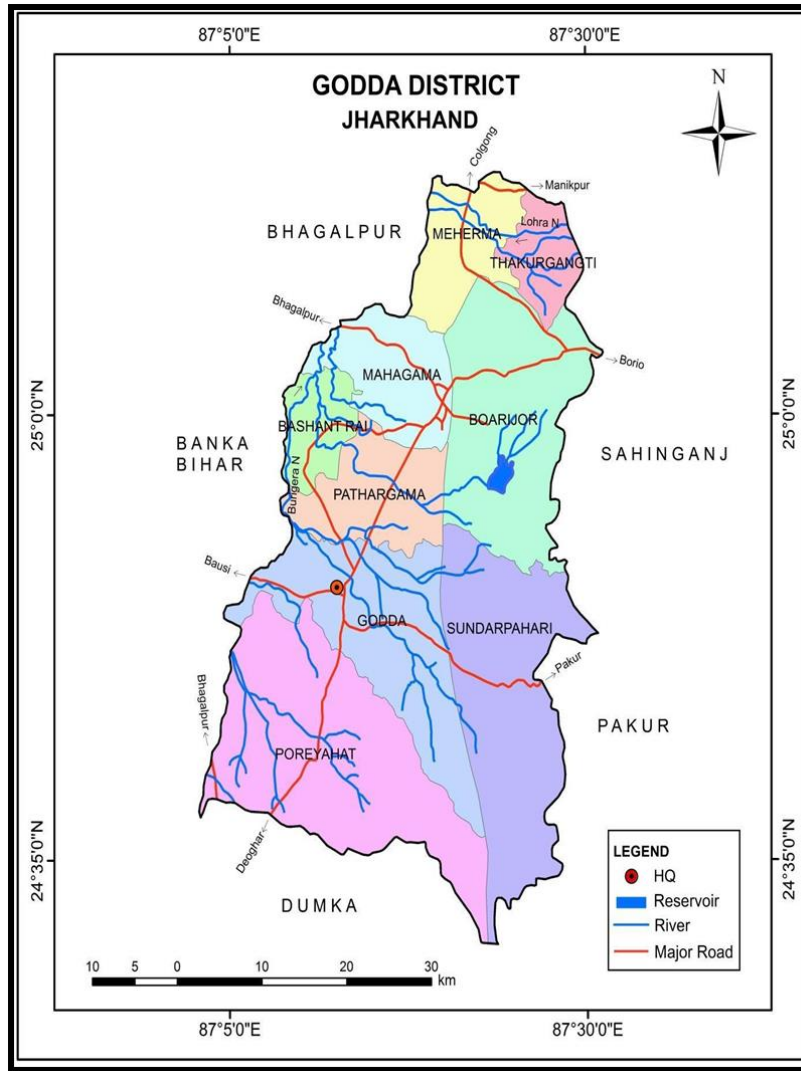 87°5'0"E
87°30'0"E
GODDA DISTRICT
JHARKHAND
N
Colgong
Manikpur
Lohra N
BHAGALPUR
MEHERMA
THAKURGANGTI
Bhagalpur
Borio
MAHAGAMA
25°0'0"N
25°0'0"N
BASHANT RAI
BOARIJOR
BANKA
BIHAR
SAHINGANJ
Bungera N
PATHARGAMA
Bausi
GODDA
SUNDARPAHARI
Pakur
Bhagalpur
PAKUR
POREYAHAT
Deoghar
24°35'0"N
24°35'0"N
LEGEND
HQ
Reservoir
River
Major Road
DUMKA
10 5 0 10 20 30
km
87°5'0"E
87°30'0"E